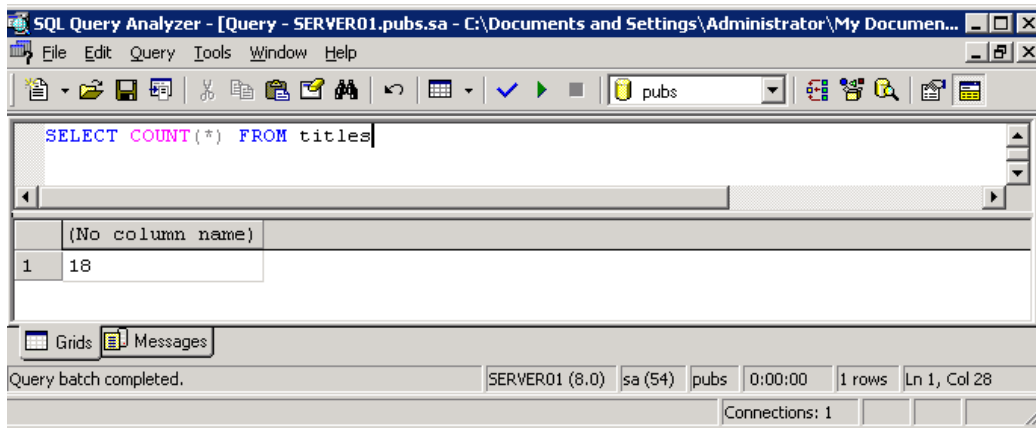 SQL Query Analyzer - [Query - SERVER01.pubs.sa - C:\Documents and Settings\Administrator\My Documen...
File Edit Query Tools Window Help
pubs
SELECT COUNT(*) FROM titles
(No column name)
1 18
Grids Messages
Query batch completed. SERVER01 (8.0) sa (54) pubs 0:00:00 1 rows Ln 1, Col 28
Connections: 1